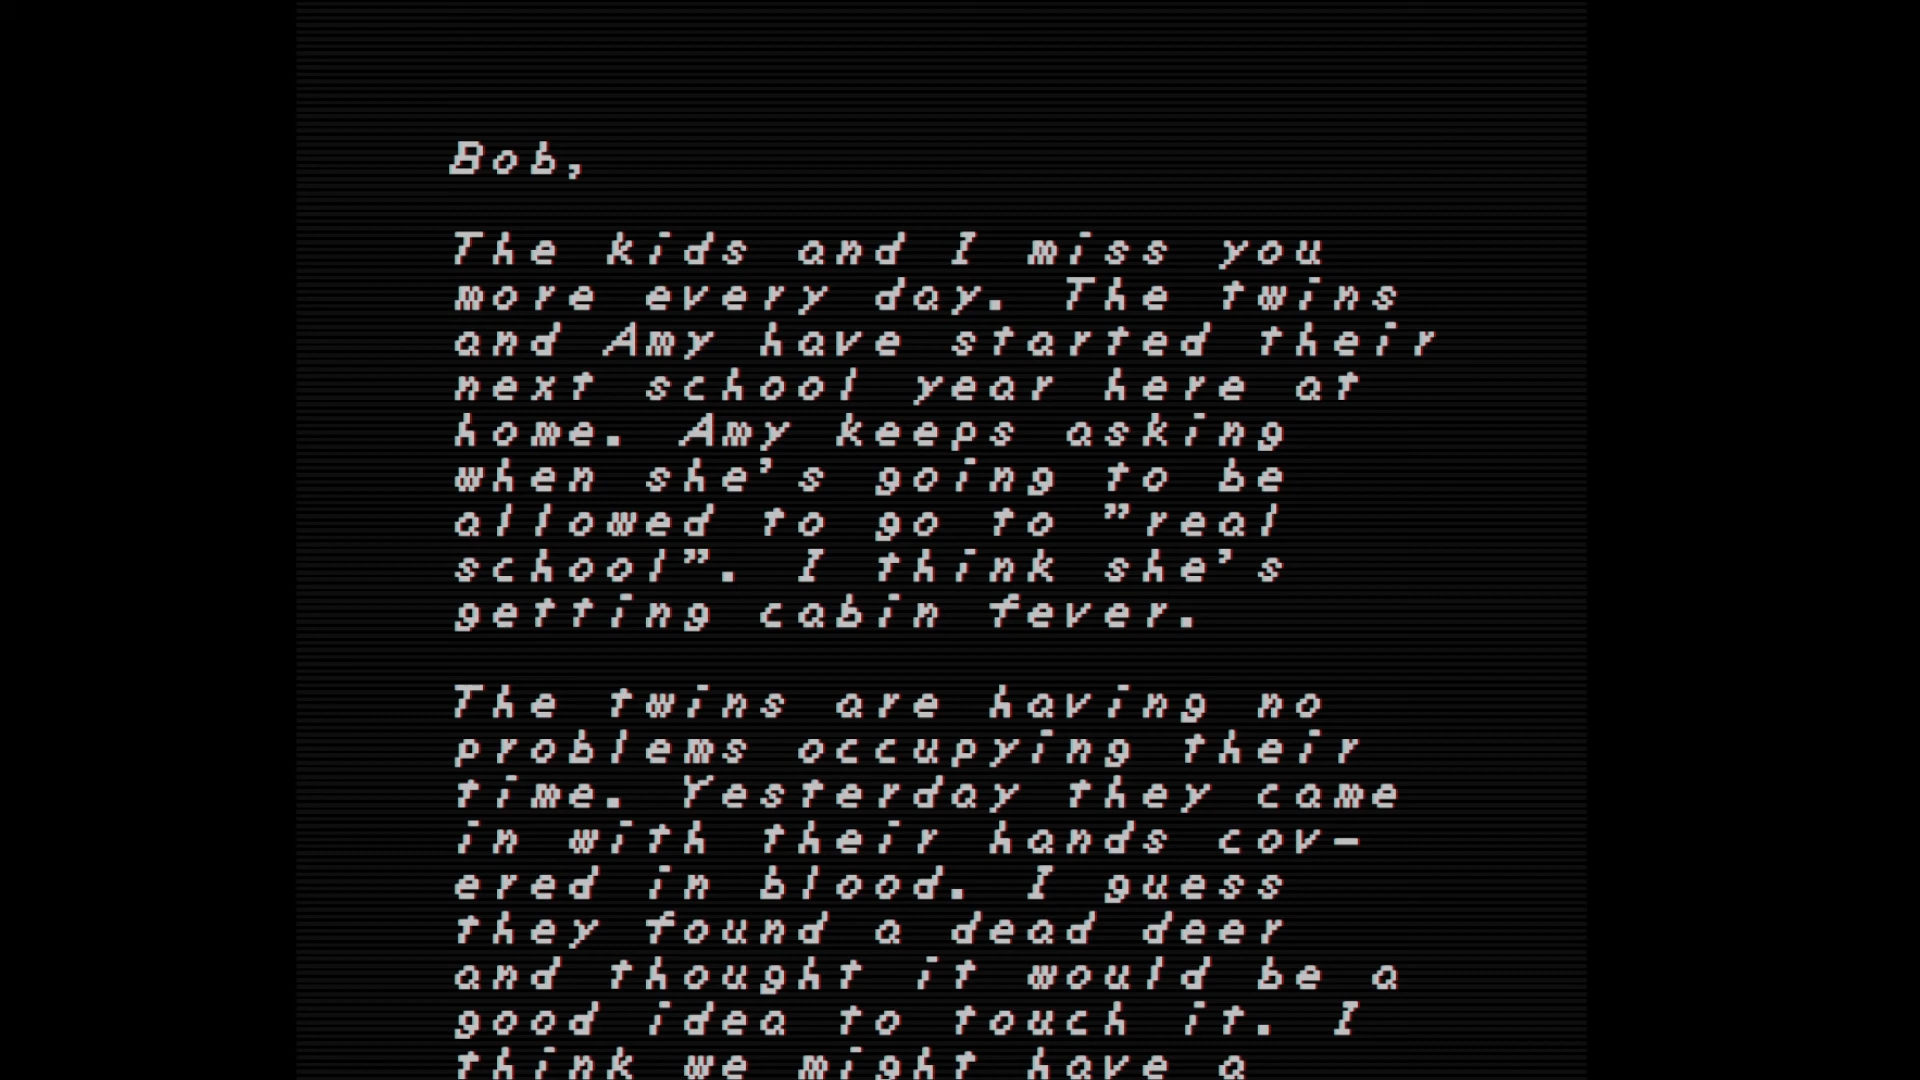 Bob,
The kids and I miss you
more every day. The twins
and Amy have started their
next school year here at
home. Amy keeps asking
when she's going to be
allowed to go to "real
school". I think she's
getting cabin fever.
The twins are having no
problems occupying their
time. Yesterday they came
in with their hands cov-
ered in blood. I guess
they found a dead deer
and thought it would be a
good idea to touch it. I
think we might have a